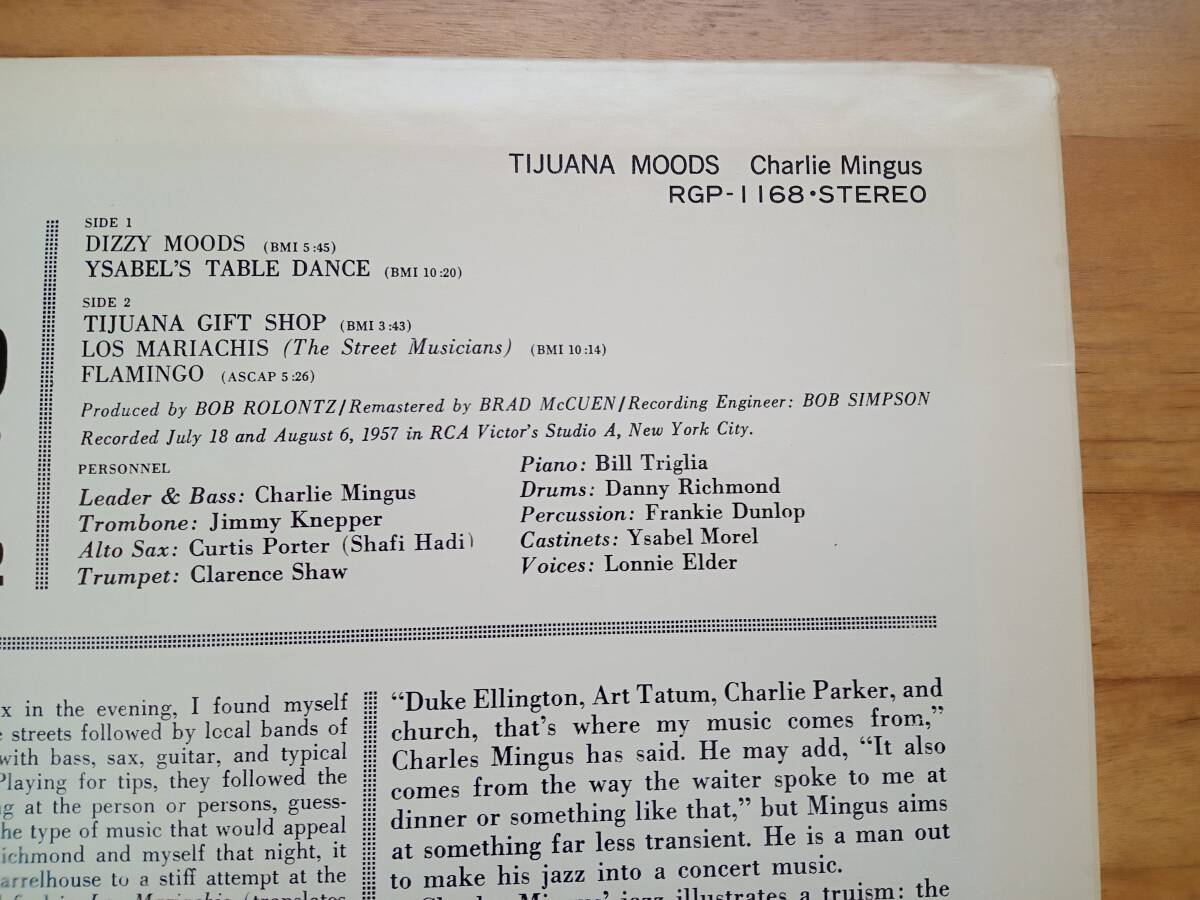 TIJUANA MOODS Charlie Mingus
RGP-1168•STEREO
SIDE 1
DIZZY MOODS (BMI 5:45)
YSABEL'S TABLE DANCE (BMI 10:20)
SIDE 2
TIJUANA GIFT SHOP (BMI 3:43)
LOS MARIACHIS (The Street Musicians) (BMI 10:14)
FLAMINGO (ASCAP 5:26)
Produced by BOB ROLONTZ/Remastered by BRAD McCUEN/Recording Engineer: BOB SIMPSON
Recorded July 18 and August 6, 1957 in RCA Victor's Studio A, New York City.
PERSONNEL
Leader & Bass: Charlie Mingus
Trombone: Jimmy Knepper
Alto Sax: Curtis Porter (Shafi Hadi)
Trumpet: Clarence Shaw
Piano: Bill Triglia
Drums: Danny Richmond
Percussion: Frankie Dunlop
Castinets: Ysabel Morel
Voices: Lonnie Elder
x in the evening, I found myself
streets followed by local bands of
with bass, sax, guitar, and typical
Playing for tips, they followed the
at the person or persons, guess-
the type of music that would appeal
ichmond and myself that night, it
arrelhouse to a stiff attempt at the
"Duke Ellington, Art Tatum, Charlie Parker, and
church, that's where my music comes from,"
Charles Mingus has said. He may add, "It also
comes from the way the waiter spoke to me at
dinner or something like that," but Mingus aims
at something far less transient. He is a man out
to make his jazz into a concert music.
Mingus' jazz illustrates a truism: the